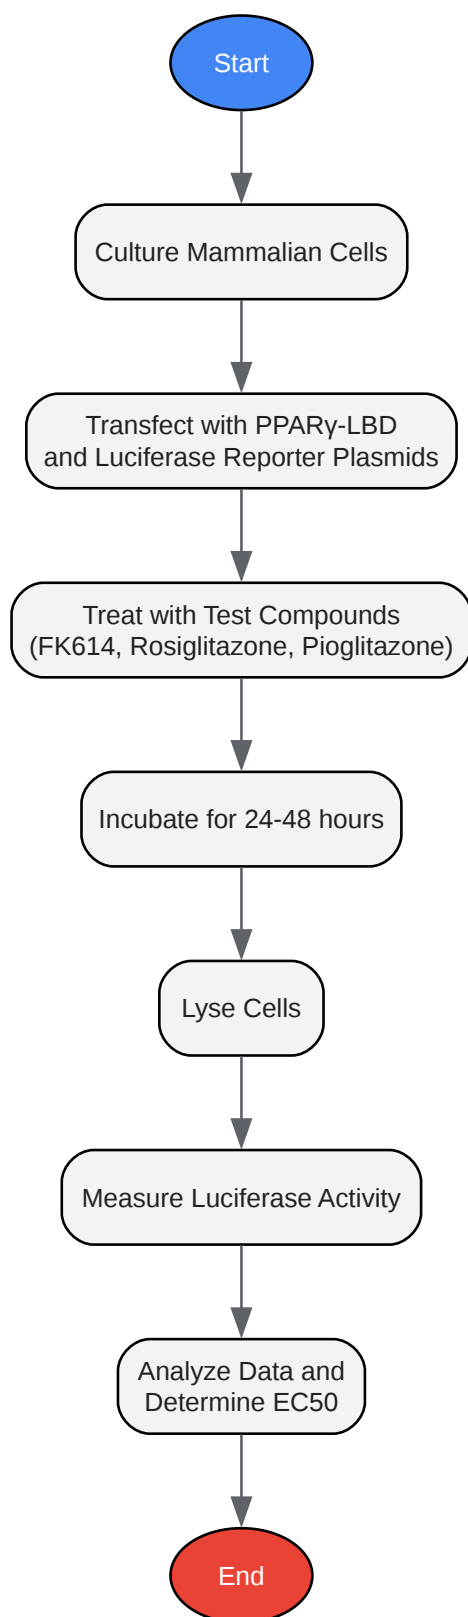 Start
Culture Mammalian Cells
Transfect with PPARγ-LBD
and Luciferase Reporter Plasmids
Treat with Test Compounds
(FK614, Rosiglitazone, Pioglitazone)
Incubate for 24-48 hours
Lyse Cells
Measure Luciferase Activity
Analyze Data and
Determine EC50
End